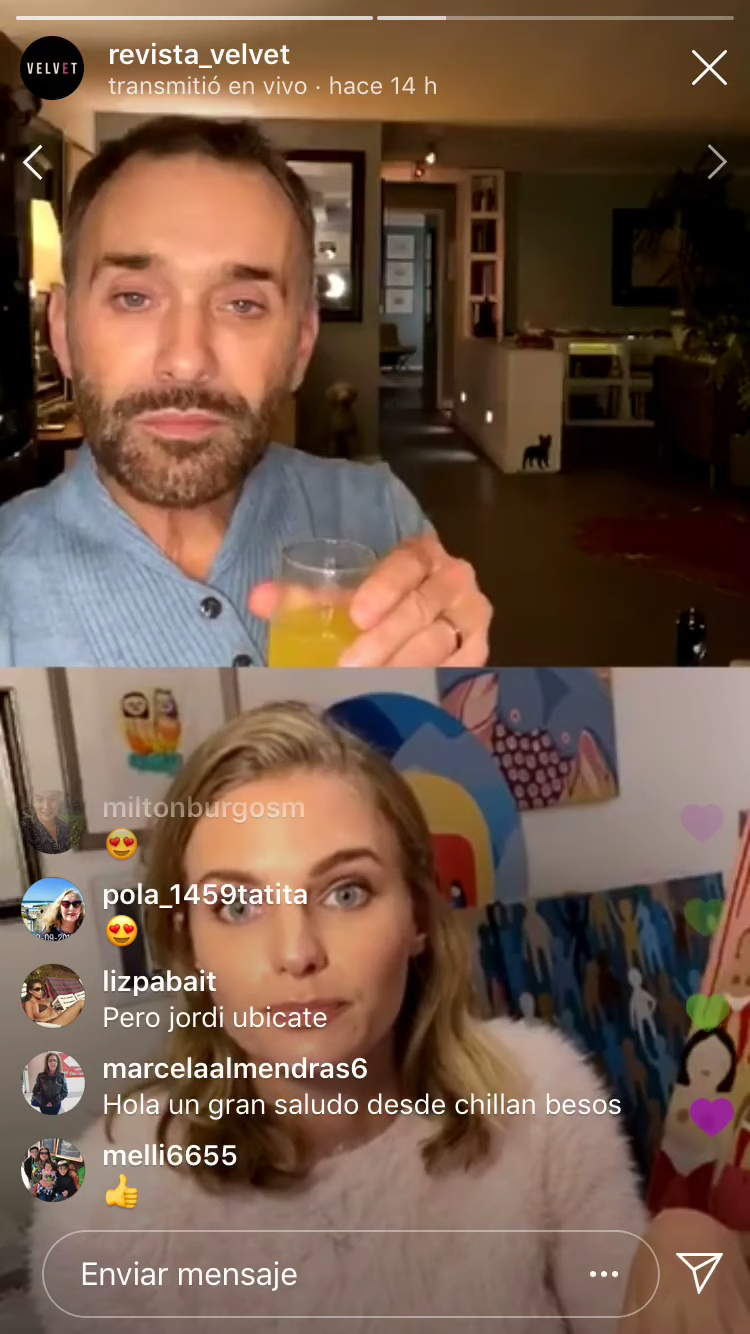 VELVET
revista_velvet
transmitió en vivo · hace 14 h
miltonburgosm
😍
pola_1459tatita
😍
lizpabait
Pero jordi ubicate
marcelaalmendras6
Hola un gran saludo desde chillan besos
melli6655
👍
Enviar mensaje